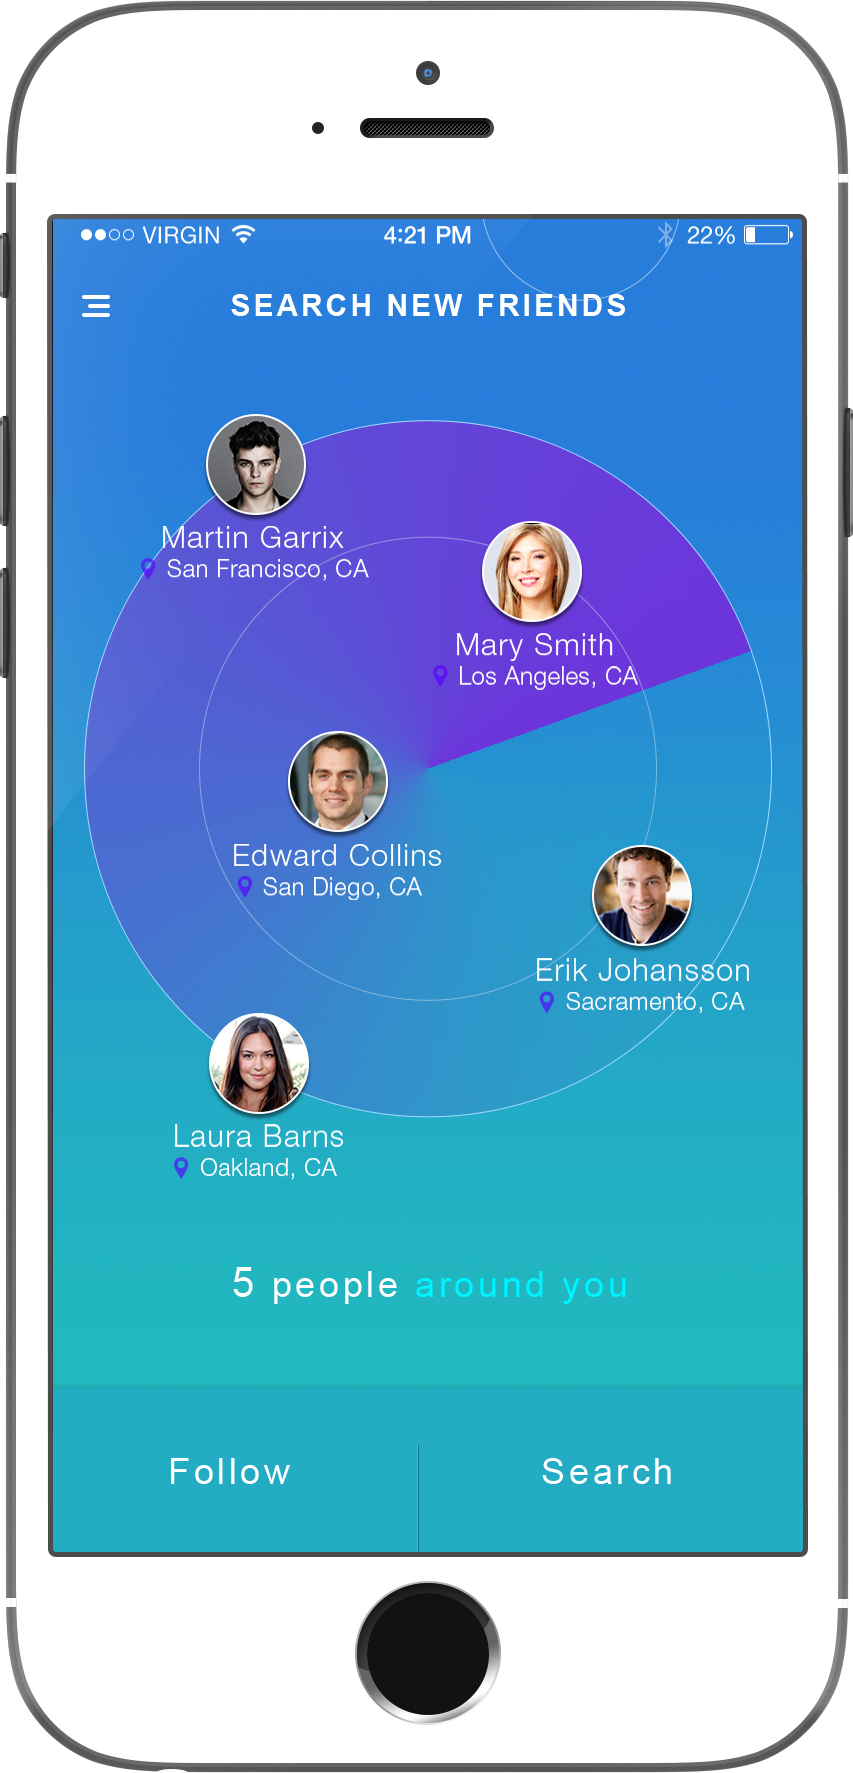 VIRGIN 4:21 PM 22%
SEARCH NEW FRIENDS
Martin Garrix
San Francisco, CA
Mary Smith
Los Angeles, CA
Edward Collins
San Diego, CA
Erik Johansson
Sacramento, CA
Laura Barns
Oakland, CA
5 people around you
Follow Search